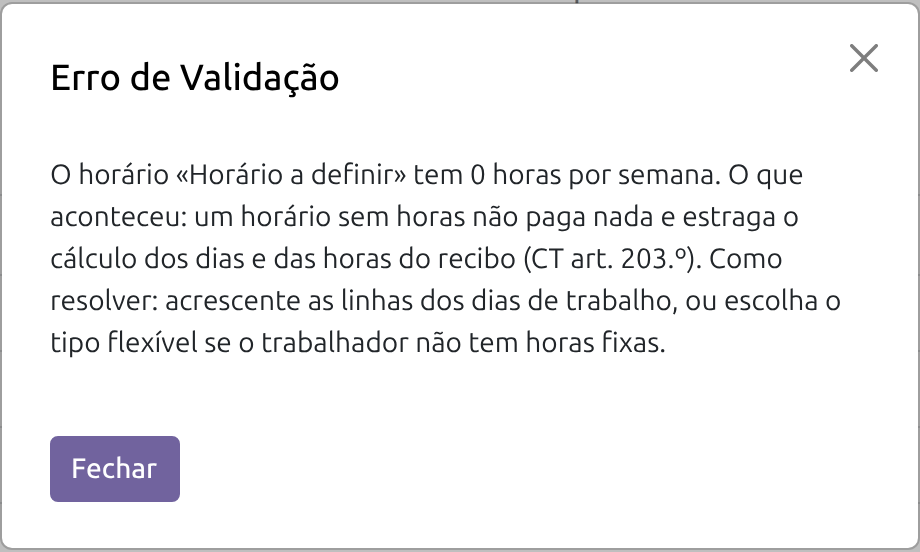 Erro de Validação
O horário «Horário a definir» tem 0 horas por semana. O que
aconteceu: um horário sem horas não paga nada e estraga o
cálculo dos dias e das horas do recibo (CT art. 203.º). Como
resolver: acrescente as linhas dos dias de trabalho, ou escolha o
tipo flexível se o trabalhador não tem horas fixas.
Fechar